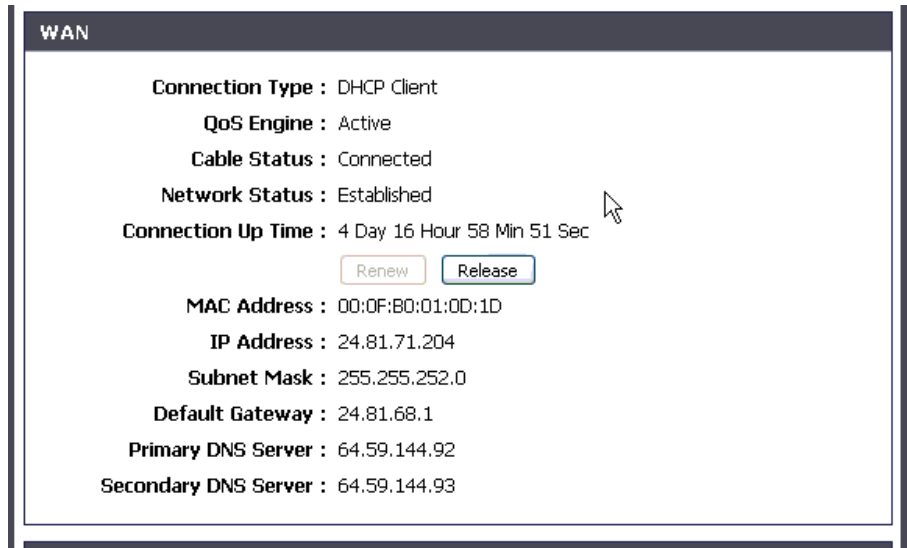 WAN
Connection Type : DHCP Client
QoS Engine : Active
Cable Status : Connected
Network Status : Established
Connection Up Time : 4 Day 16 Hour 58 Min 51 Sec
Renew Release
MAC Address : 00:0F:B0:01:0D:1D
IP Address : 24.81.71.204
Subnet Mask : 255.255.252.0
Default Gateway : 24.81.68.1
Primary DNS Server : 64.59.144.92
Secondary DNS Server : 64.59.144.93